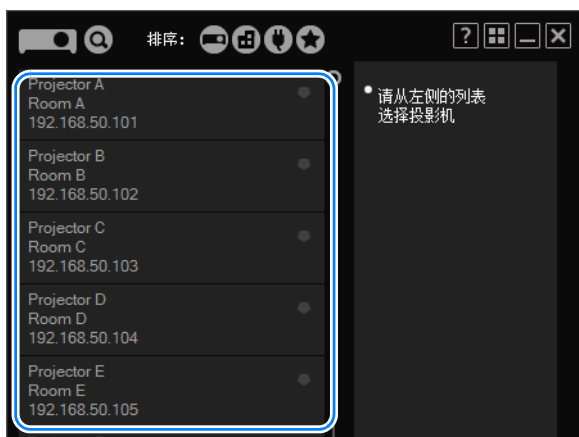 排序:
?
Projector A
Room A
192.168.50.101
Projector B
Room B
192.168.50.102
Projector C
Room C
192.168.50.103
Projector D
Room D
192.168.50.104
Projector E
Room E
192.168.50.105
请从左侧的列表
选择投影机